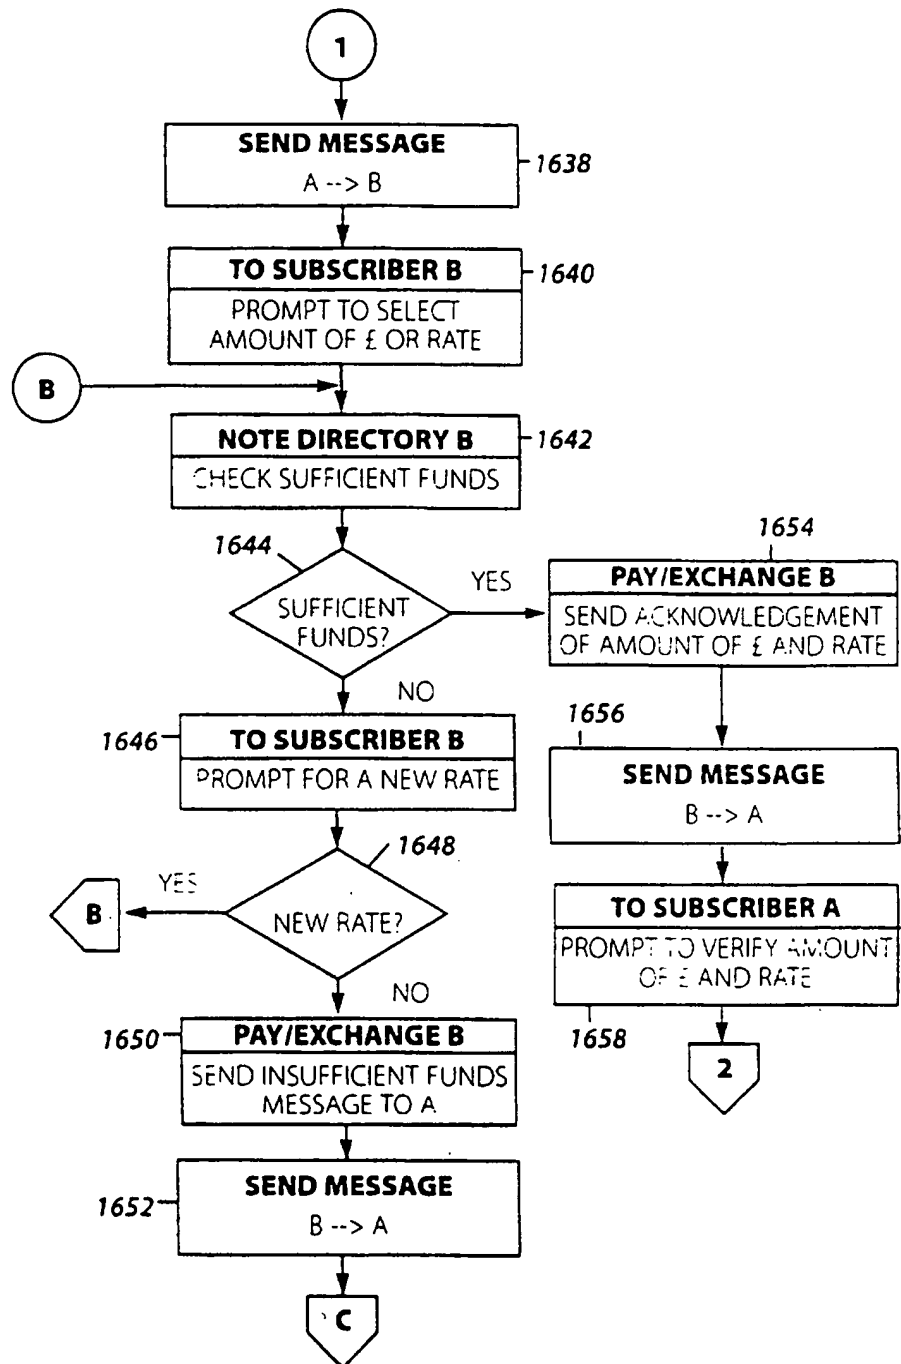 1
SEND MESSAGE
A --> B
1638
TO SUBSCRIBER B
1640
PROMPT TO SELECT
AMOUNT OF £ OR RATE
B
NOTE DIRECTORY B
1642
CHECK SUFFICIENT FUNDS
1644
SUFFICIENT
FUNDS?
YES
NO
1646
TO SUBSCRIBER B
PROMPT FOR A NEW RATE
1648
NEW RATE?
YES
B
NO
1650
PAY/EXCHANGE B
SEND INSUFFICIENT FUNDS
MESSAGE TO A
1652
SEND MESSAGE
B --> A
C
1654
PAY/EXCHANGE B
SEND ACKNOWLEDGEMENT
OF AMOUNT OF £ AND RATE
1656
SEND MESSAGE
B --> A
TO SUBSCRIBER A
PROMPT TO VERIFY AMOUNT
OF £ AND RATE
1658
2